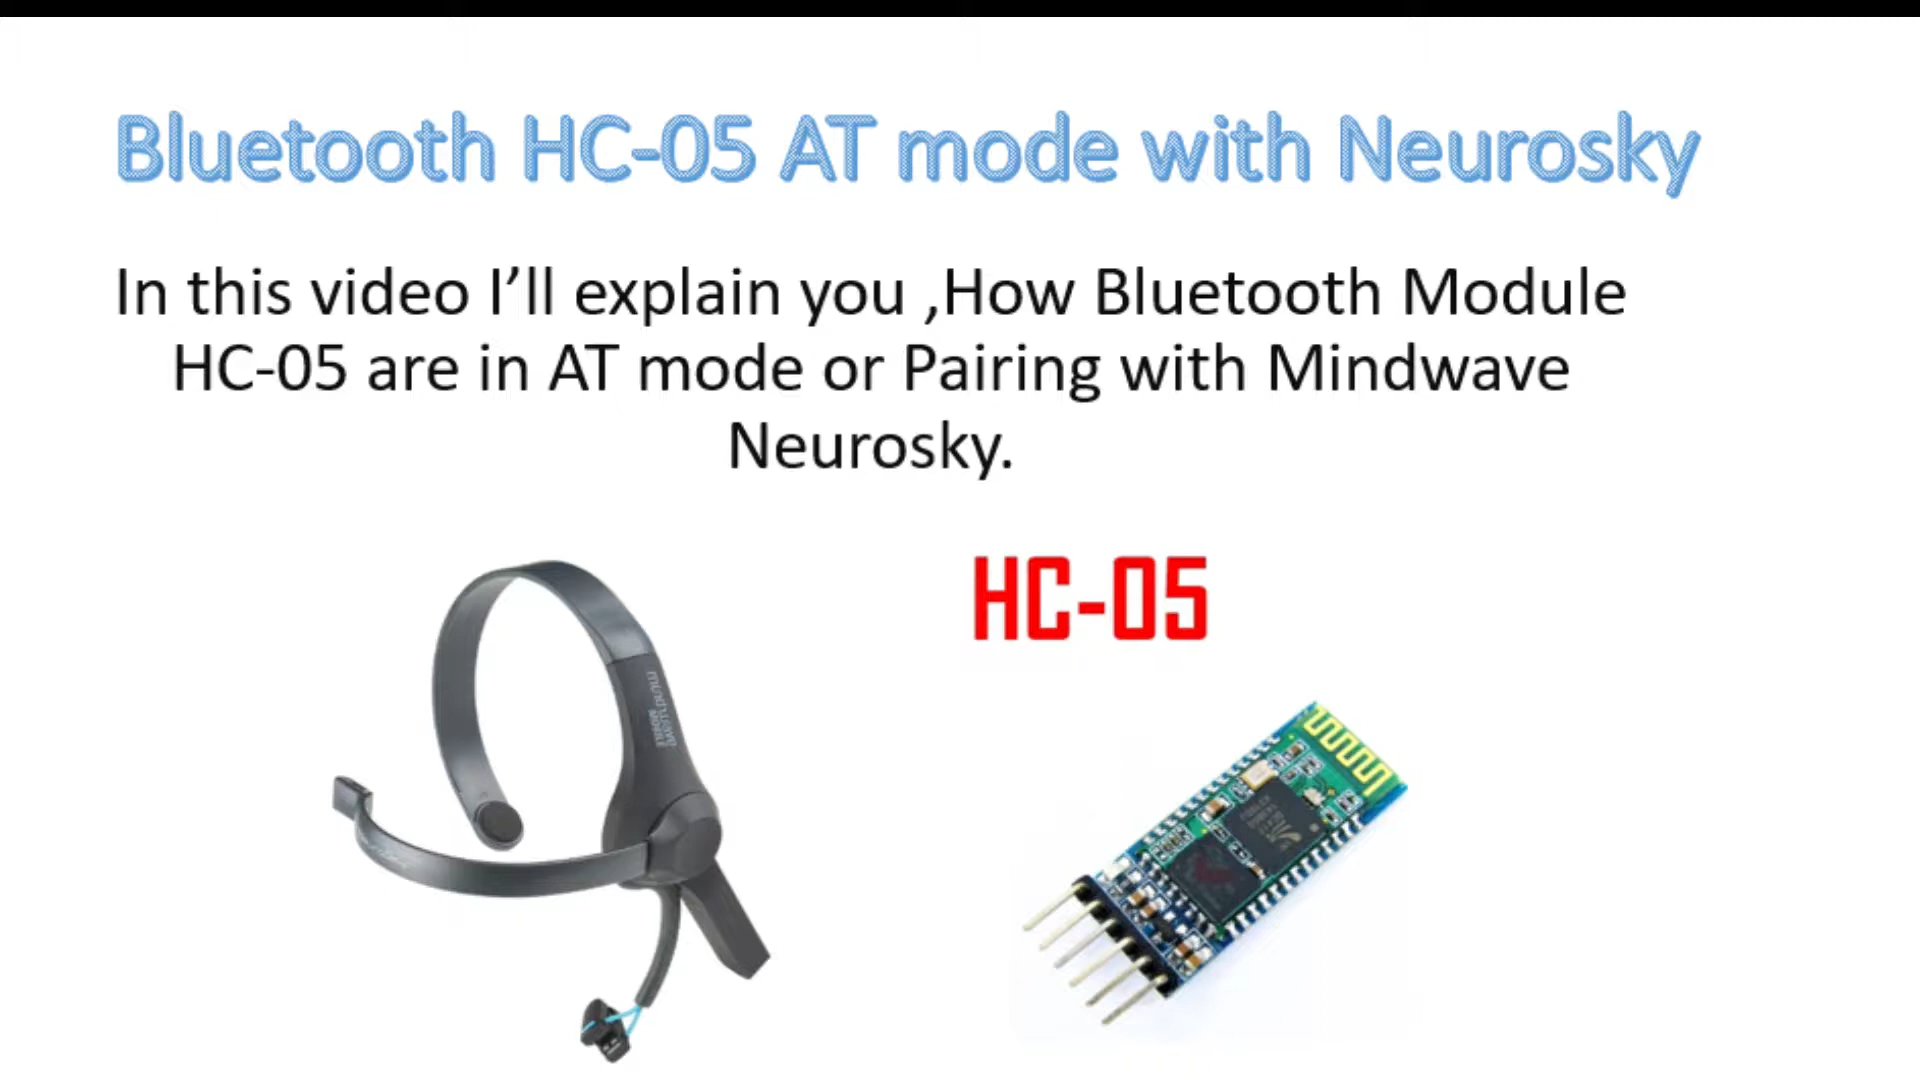 Bluetooth HC-05 AT mode with Neurosky
In this video I’ll explain you ,How Bluetooth Module
HC-05 are in AT mode or Pairing with Mindwave
Neurosky.
HC-05